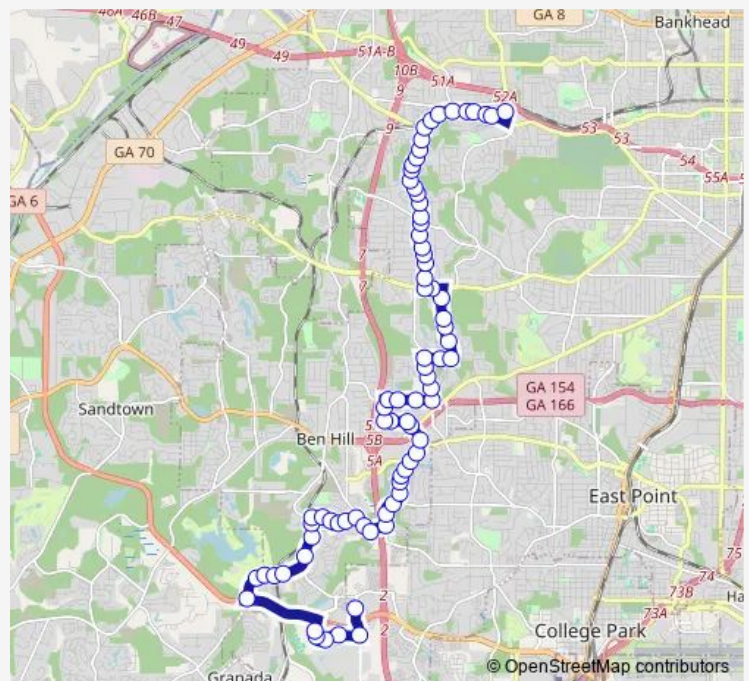 46A
46B
47
GA 8
Bankhead
49
49
51A-B
10B
51A
52A
9
9
53
53
GA 70
54
55A
GA 6
7
7
GA 154
GA 166
Sandtown
Ben Hill
5B
5A
East Point
75
74
73B
Ha
73A
2
2
College Park
Granada
© OpenStreetMap contributors